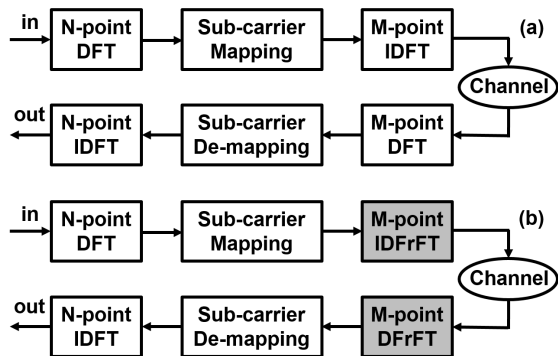 in
N-point
DFT
Sub-carrier
Mapping
M-point
IDFT
(a)
Channel
out
N-point
IDFT
Sub-carrier
De-mapping
M-point
DFT
in
N-point
DFT
Sub-carrier
Mapping
M-point
IDFrFT
(b)
Channel
out
N-point
IDFT
Sub-carrier
De-mapping
M-point
DFrFT